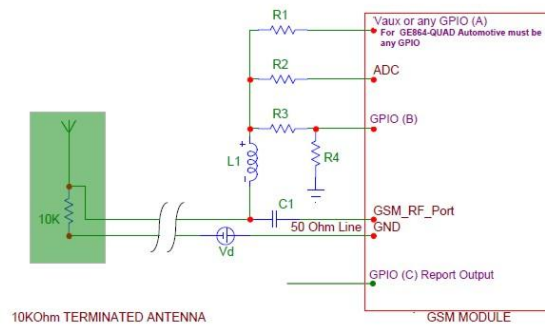 R1
Vaux or any GPIO (A)
For GE864-QUAD Automotive must be
any GPIO
R2
ADC
R3
GPIO (B)
L1
R4
10K
C1
GSM_RF_Port
50 Ohm Line
GND
Vd
GPIO (C) Report Output
10KOhm TERMINATED ANTENNA
GSM MODULE